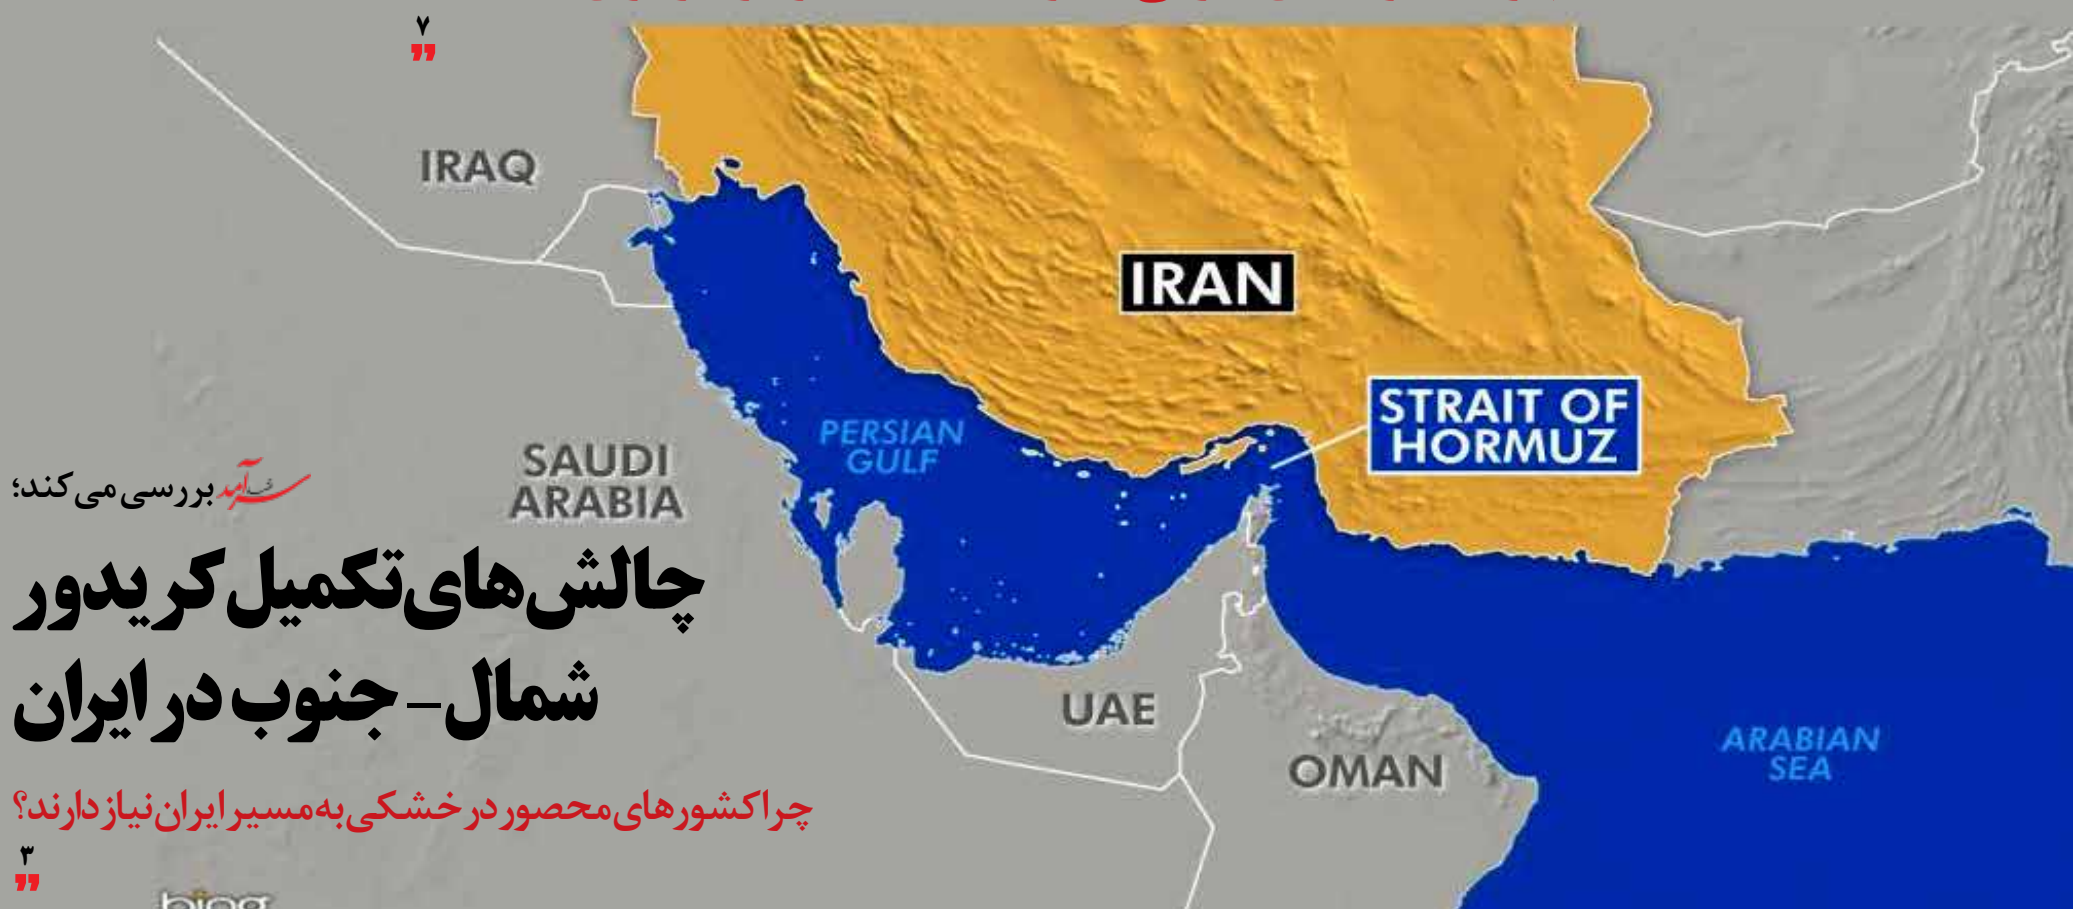 ۷
IRAQ
IRAN
STRAIT OF
HORMUZ
PERSIAN
GULF
SAUDI
ARABIA
UAE
OMAN
ARABIAN
SEA
سرآمد بررسی می‌کند؛
چالش‌های تکمیل کریدور
شمال- جنوب در ایران
چرا کشورهای محصور در خشکی به مسیر ایران نیاز دارند؟
۳
bing